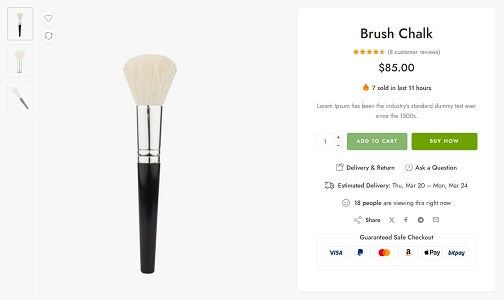 Brush Chalk
(8 customer reviews)
$85.00
7 sold in last 11 hours
Lorem Ipsum has been the industry's standard dummy text ever
since the 1500s.
1 + - ADD TO CART BUY NOW
Delivery & Return Ask a Question
Estimated Delivery: Thu, Mar 20 – Mon, Mar 24
18 people are viewing this right now
Share
Guaranteed Safe Checkout
VISA mastercard amazon Pay bitpay